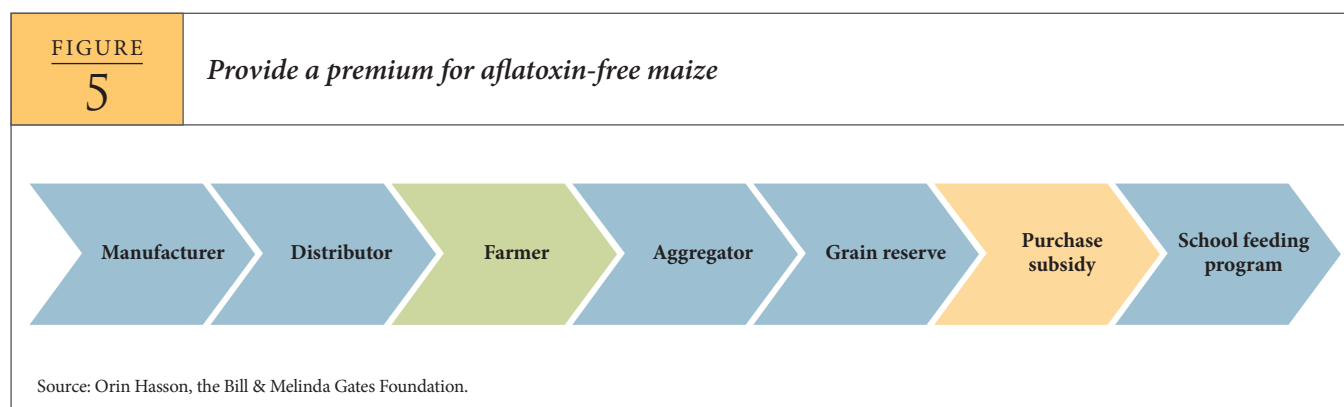 FIGURE
5
Provide a premium for aflatoxin-free maize
Manufacturer
Distributor
Farmer
Aggregator
Grain reserve
Purchase
subsidy
School feeding
program
Source: Orin Hasson, the Bill & Melinda Gates Foundation.